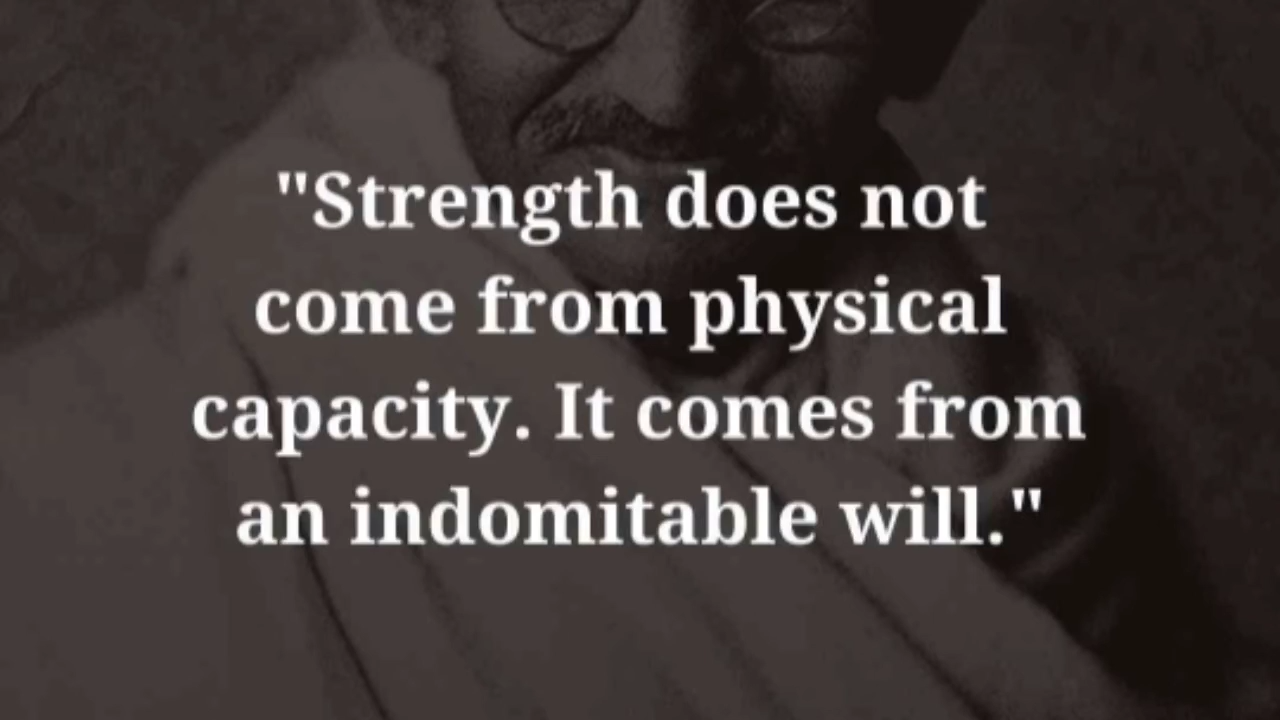 "Strength does not
come from physical
capacity. It comes from
an indomitable will."